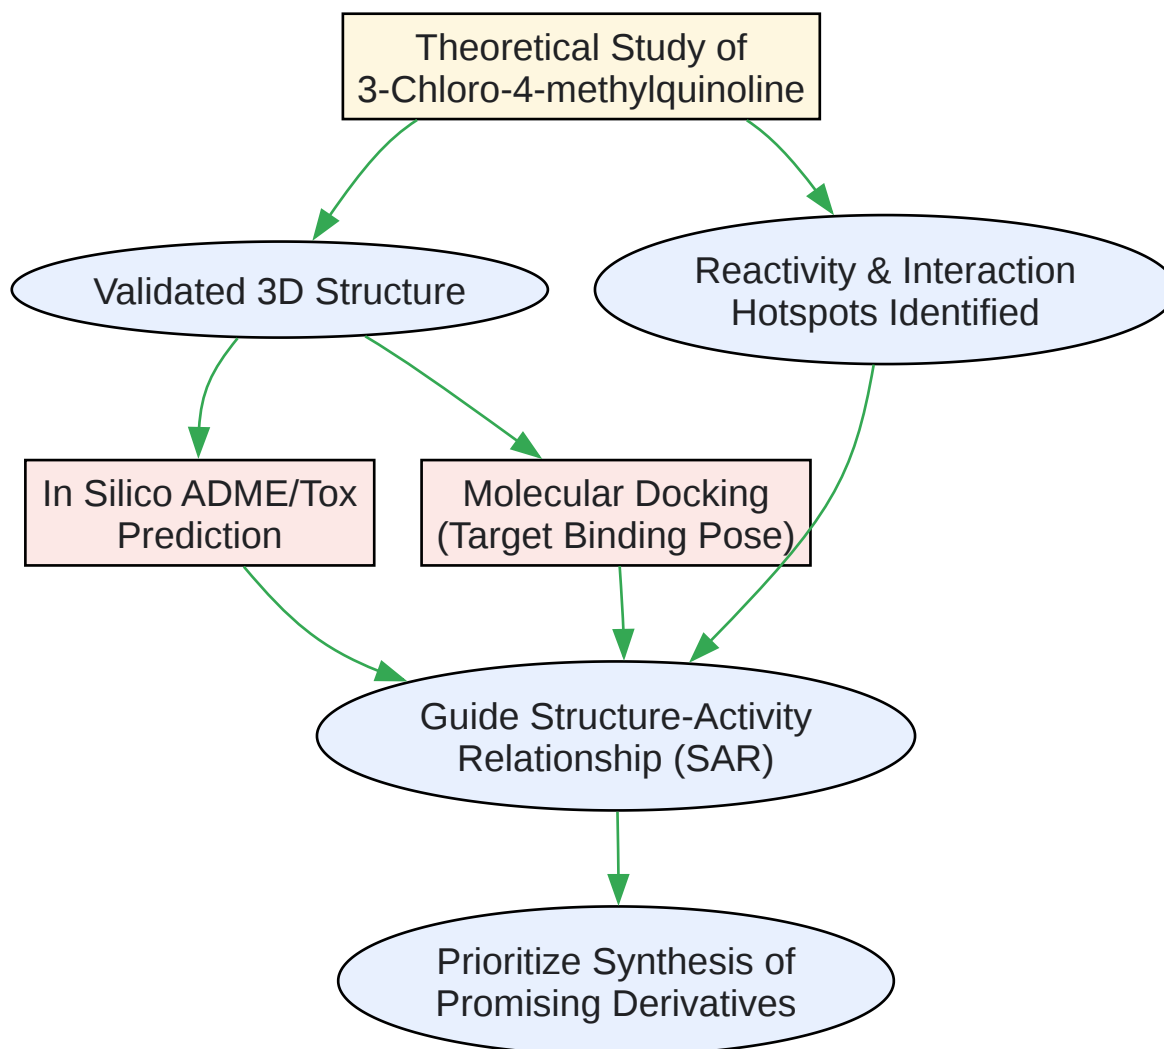 Theoretical Study of
3-Chloro-4-methylquinoline
Validated 3D Structure
Reactivity & Interaction
Hotspots Identified
In Silico ADME/Tox
Prediction
Molecular Docking
(Target Binding Pose)
Guide Structure-Activity
Relationship (SAR)
Prioritize Synthesis of
Promising Derivatives